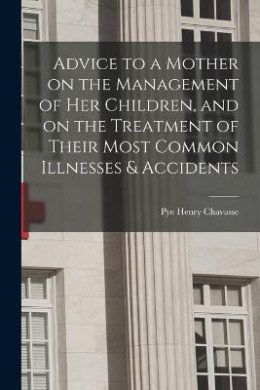 Advice to a Mother
on the Management
of Her Children, and
on the Treatment of
Their Most Common
Illnesses & Accidents
Pye Henry Chavasse